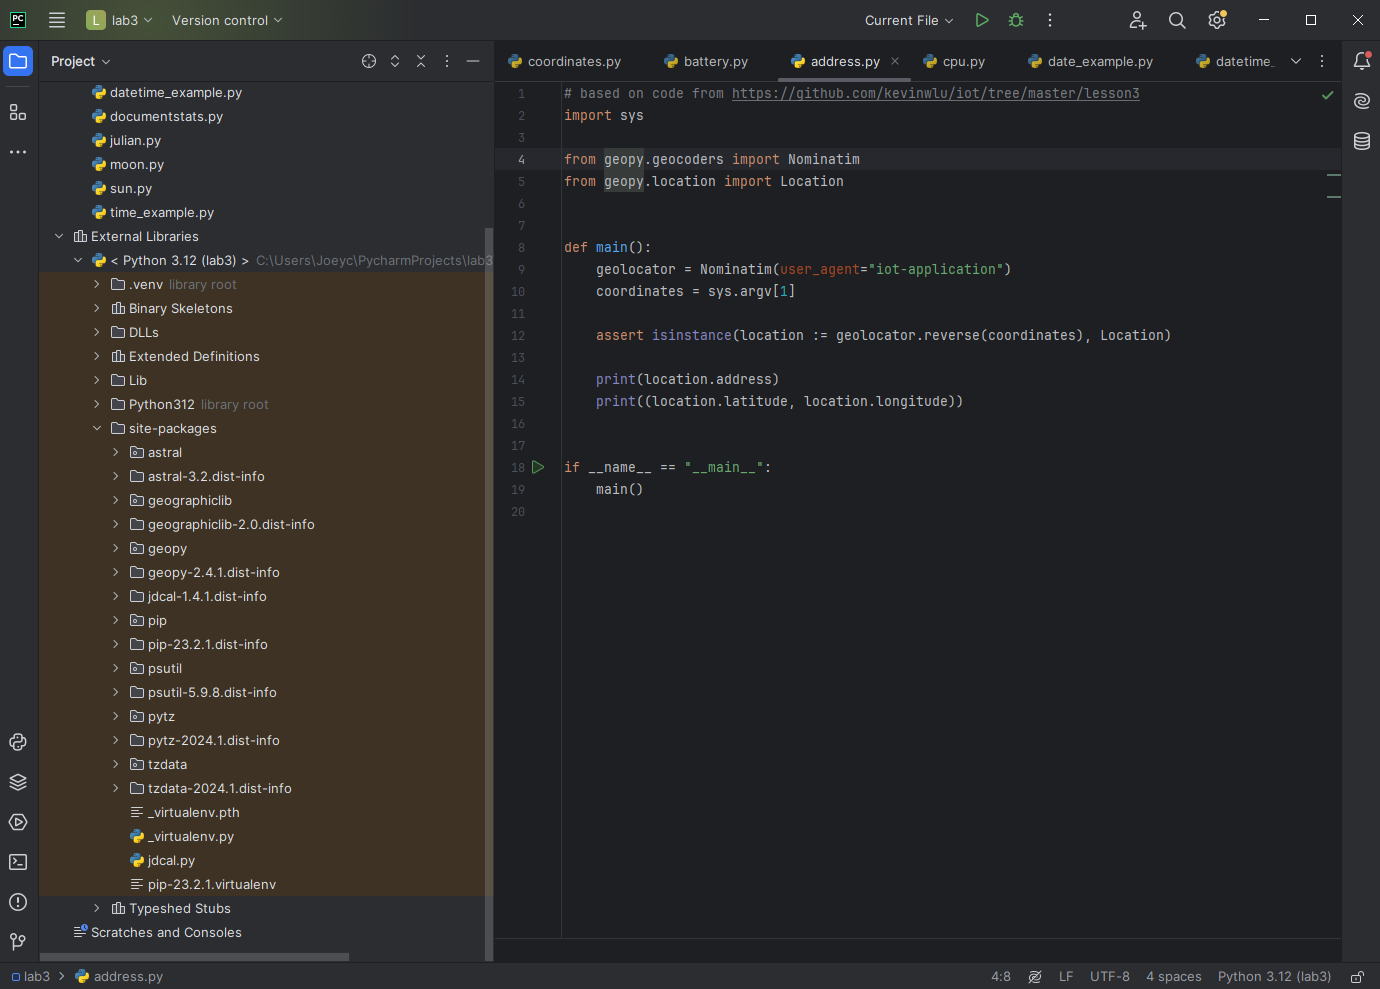 PC L lab3 Version control Current File
Project
coordinates.py battery.py address.py cpu.py date_example.py datetime_
datetime_example.py
documentstats.py
julian.py
moon.py
sun.py
time_example.py
External Libraries
< Python 3.12 (lab3) > C:\Users\Joeyc\PycharmProjects\lab3
.venv library root
Binary Skeletons
DLLs
Extended Definitions
Lib
Python312 library root
site-packages
astral
astral-3.2.dist-info
geographiclib
geographiclib-2.0.dist-info
geopy
geopy-2.4.1.dist-info
jdcal-1.4.1.dist-info
pip
pip-23.2.1.dist-info
psutil
psutil-5.9.8.dist-info
pytz
pytz-2024.1.dist-info
tzdata
tzdata-2024.1.dist-info
_virtualenv.pth
_virtualenv.py
jdcal.py
pip-23.2.1.virtualenv
Typeshed Stubs
Scratches and Consoles
1 # based on code from https://github.com/kevinwlu/iot/tree/master/lesson3
2 import sys
3
4 from geopy.geocoders import Nominatim
5 from geopy.location import Location
6
7
8 def main():
9     geolocator = Nominatim(user_agent="iot-application")
10     coordinates = sys.argv[1]
11
12     assert isinstance(location := geolocator.reverse(coordinates), Location)
13
14     print(location.address)
15     print((location.latitude, location.longitude))
16
17
18 if __name__ == "__main__":
19     main()
20
lab3 > address.py 4:8 LF UTF-8 4 spaces Python 3.12 (lab3)